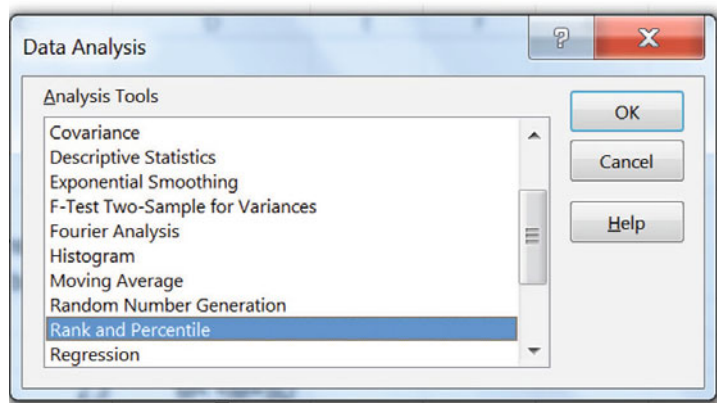 Data Analysis
?
X
Analysis Tools
Covariance
Descriptive Statistics
Exponential Smoothing
F-Test Two-Sample for Variances
Fourier Analysis
Histogram
Moving Average
Random Number Generation
Rank and Percentile
Regression
OK
Cancel
Help